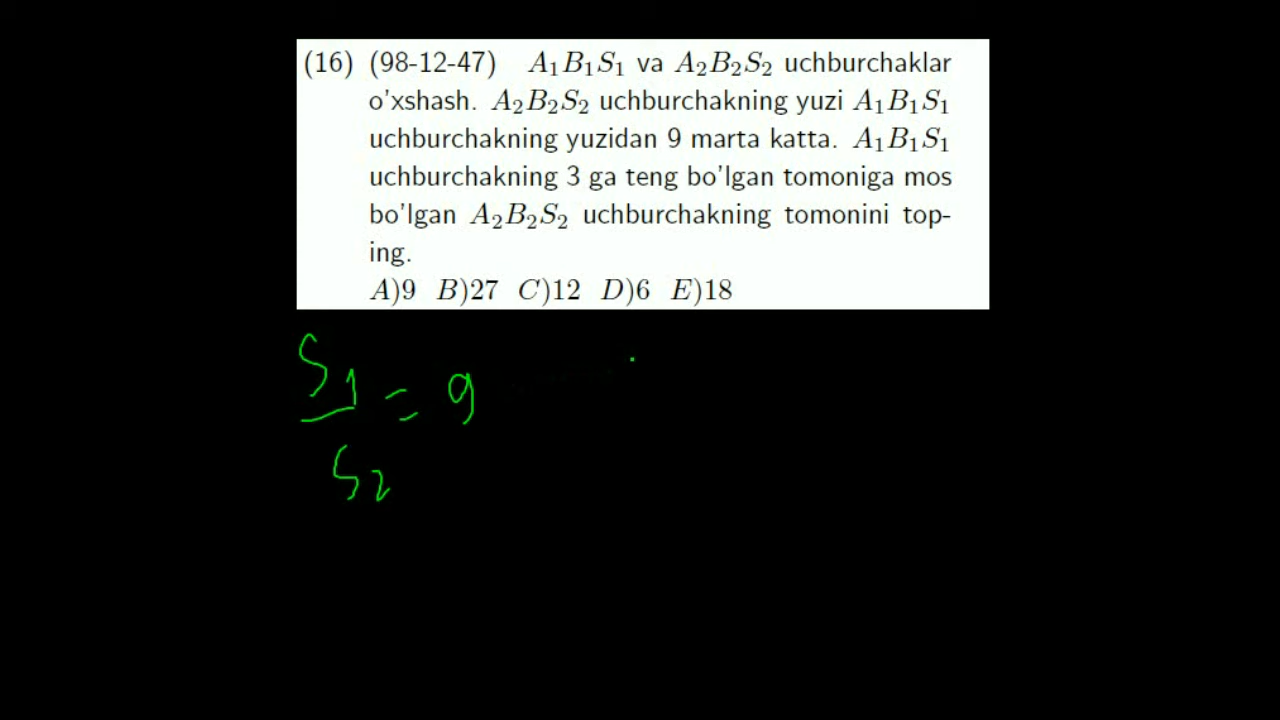 (16) (98-12-47) A₁B₁S₁ va A₂B₂S₂ uchburchaklar
o'xshash. A₂B₂S₂ uchburchakning yuzi A₁B₁S₁
uchburchakning yuzidan 9 marta katta. A₁B₁S₁
uchburchakning 3 ga teng bo'lgan tomoniga mos
bo'lgan A₂B₂S₂ uchburchakning tomonini top-
ing.
A)9 B)27 C)12 D)6 E)18
S₁ = 9
S₂